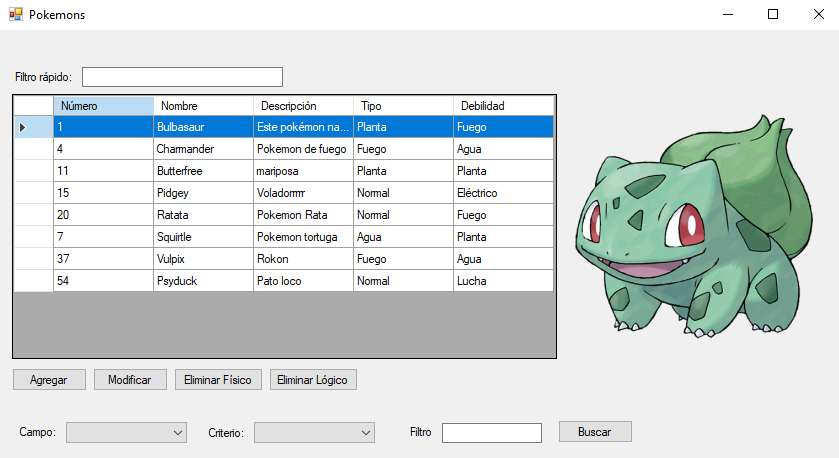 Pokemons
Filtro rápido:
Número Nombre Descripción Tipo Debilidad
1 Bulbasaur Este pokémon na... Planta Fuego
4 Charmander Pokemon de fuego Fuego Agua
11 Butterfree mariposa Planta Planta
15 Pidgey Voladorrrr Normal Eléctrico
20 Ratata Pokemon Rata Normal Fuego
7 Squirtle Pokemon tortuga Agua Planta
37 Vulpix Rokon Fuego Agua
54 Psyduck Pato loco Normal Lucha
Agregar Modificar Eliminar Físico Eliminar Lógico
Campo: Criterio: Filtro Buscar